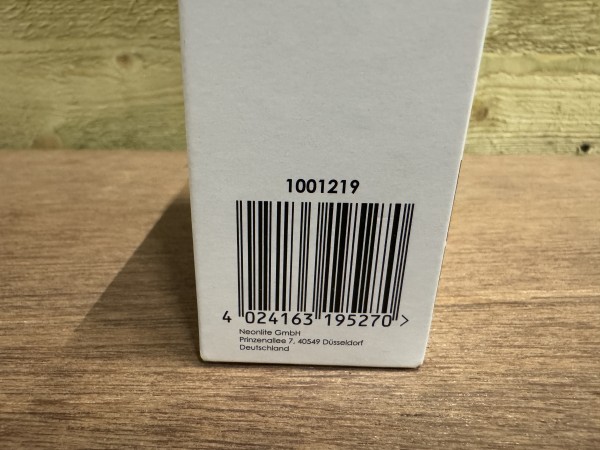 1001219
4 024163 195270 >
Neonlite GmbH
Prinzenallee 7, 40549 Düsseldorf
Deutschland